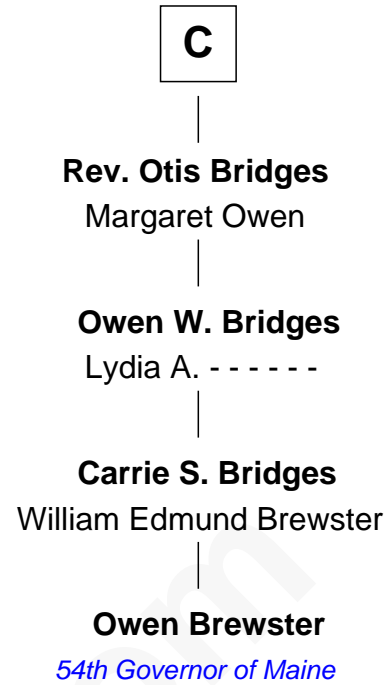 C
Rev. Otis Bridges
Margaret Owen
Owen W. Bridges
Lydia A. - - - - - -
Carrie S. Bridges
William Edmund Brewster
Owen Brewster
54th Governor of Maine